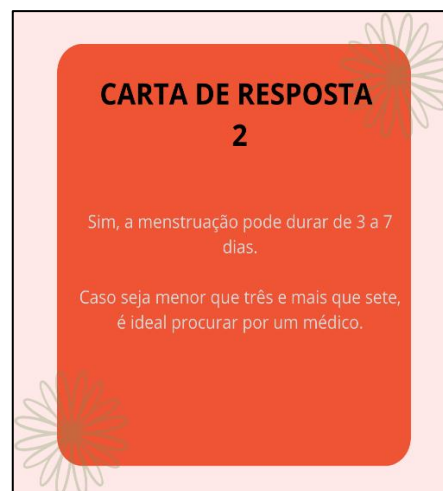 CARTA DE RESPOSTA
2
Sim, a menstruação pode durar de 3 a 7
dias.
Caso seja menor que três e mais que sete,
é ideal procurar por um médico.